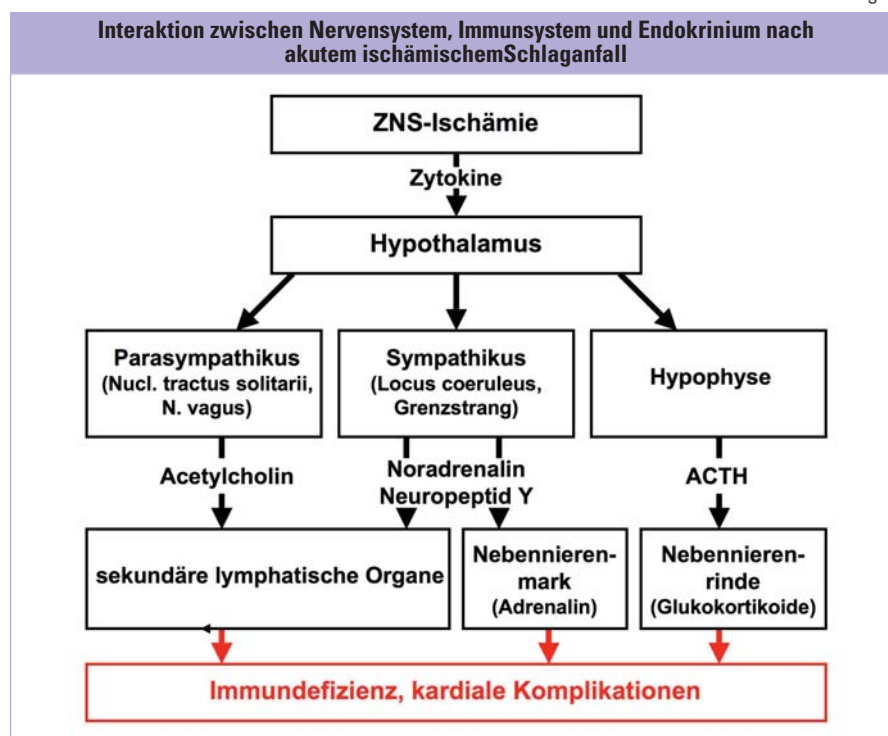 Interaktion zwischen Nervensystem, Immunsystem und Endokrinium nach
akutem ischämischemSchlaganfall
ZNS-Ischämie
Zytokine
Hypothalamus
Parasympathikus
(Nucl. tractus solitarii,
N. vagus)
Sympathikus
(Locus coeruleus,
Grenzstrang)
Hypophyse
Acetylcholin
Noradrenalin
Neuropeptid Y
ACTH
sekundäre lymphatische Organe
Nebennieren-
mark
(Adrenalin)
Nebennieren-
rinde
(Glukokortikoide)
Immundefizienz, kardiale Komplikationen